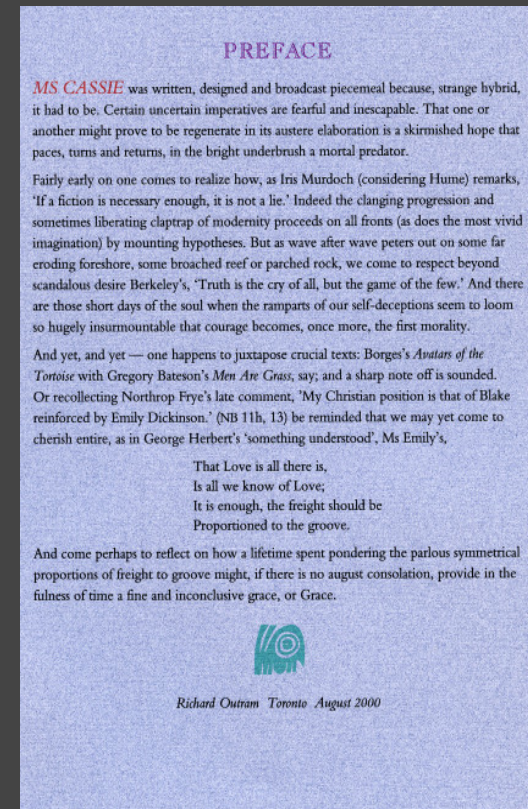 PREFACE
MS CASSIE was written, designed and broadcast piecemeal because, strange hybrid,
it had to be. Certain uncertain imperatives are fearful and inescapable. That one or
another might prove to be regenerate in its austere elaboration is a skirmished hope that
paces, turns and returns, in the bright underbrush a mortal predator.
Fairly early on one comes to realize how, as Iris Murdoch (considering Hume) remarks,
‘If a fiction is necessary enough, it is not a lie.’ Indeed the clanging progression and
sometimes liberating claptrap of modernity proceeds on all fronts (as does the most vivid
imagination) by mounting hypotheses. But as wave after wave peters out on some far
eroding foreshore, some broached reef or parched rock, we come to respect beyond
scandalous desire Berkeley's, ‘Truth is the cry of all, but the game of the few.’ And there
are those short days of the soul when the ramparts of our self-deceptions seem to loom
so hugely insurmountable that courage becomes, once more, the first morality.
And yet, and yet — one happens to juxtapose crucial texts: Borges's Avatars of the
Tortoise with Gregory Bateson's Men Are Grass, say; and a sharp note off is sounded.
Or recollecting Northrop Frye's late comment, 'My Christian position is that of Blake
reinforced by Emily Dickinson.' (NB 11h, 13) be reminded that we may yet come to
cherish entire, as in George Herbert's ‘something understood’, Ms Emily's,
That Love is all there is,
Is all we know of Love;
It is enough, the freight should be
Proportioned to the groove.
And come perhaps to reflect on how a lifetime spent pondering the parlous symmetrical
proportions of freight to groove might, if there is no august consolation, provide in the
fulness of time a fine and inconclusive grace, or Grace.
Richard Outram Toronto August 2000